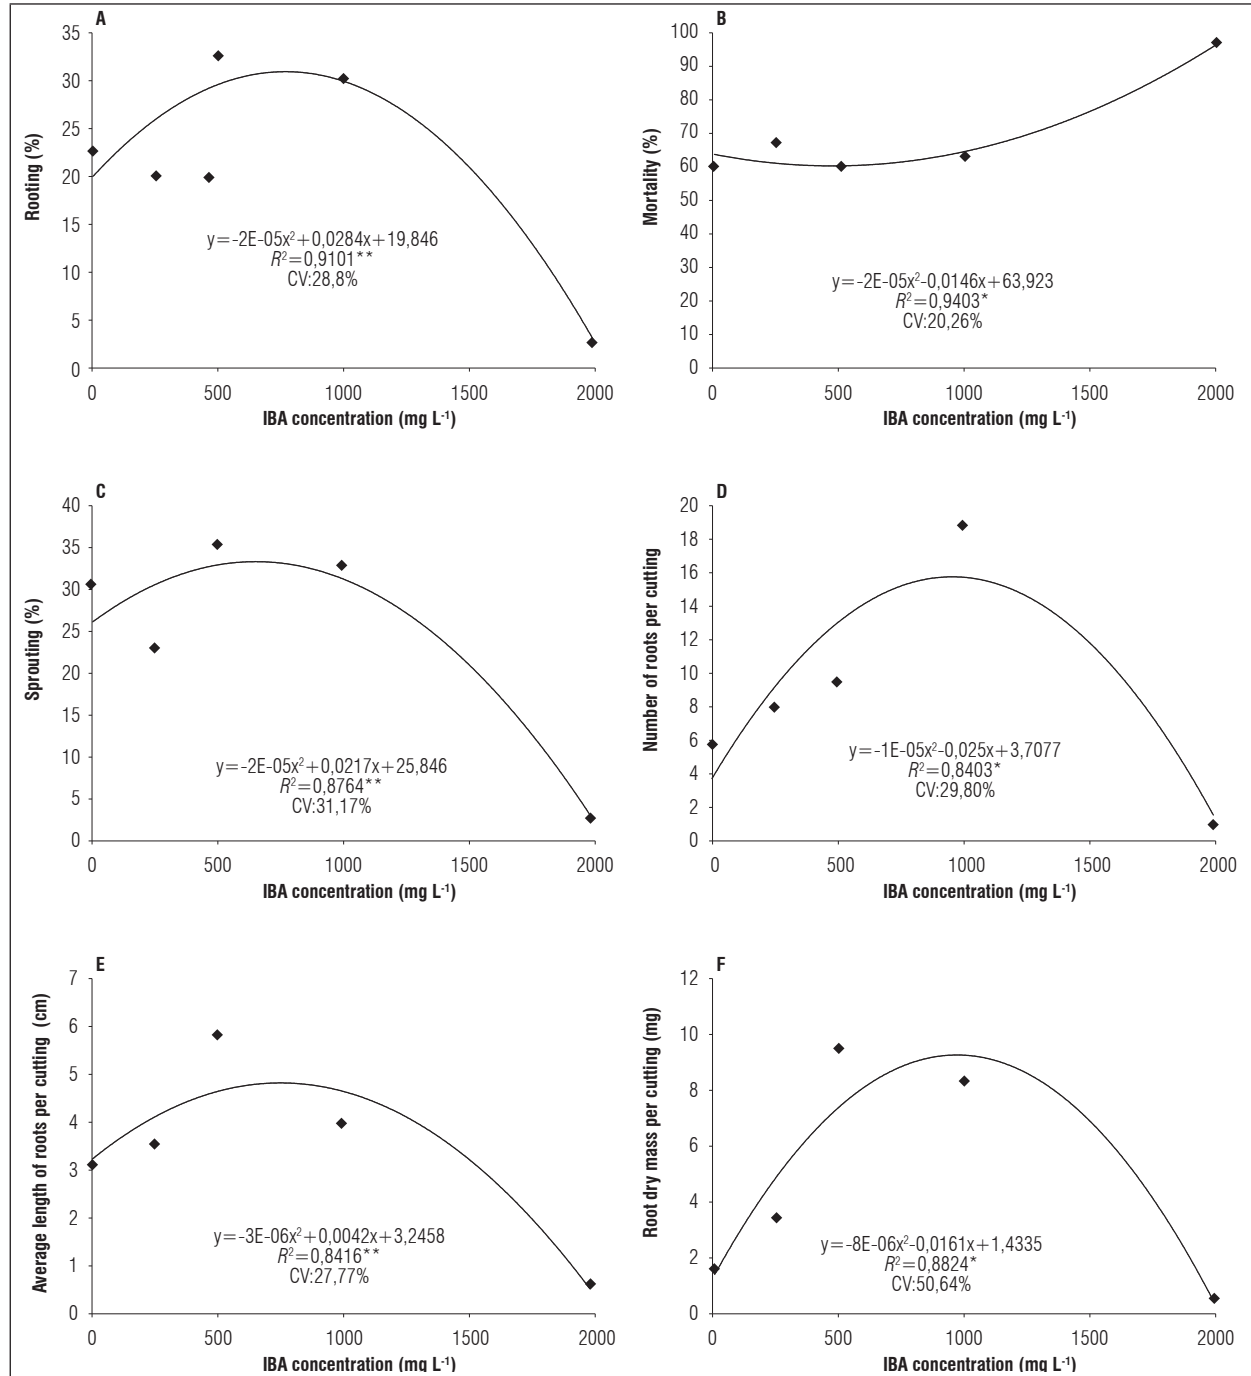 A
35
30
25
20
15
10
5
0
Rooting (%)
y=-2E-05x²+0,0284x+19,846
R²=0,9101**
CV:28,8%
0 500 1000 1500 2000
IBA concentration (mg L-1)
B
100
90
80
70
60
50
40
30
20
10
0
Mortality (%)
y=-2E-05x²-0,0146x+63,923
R²=0,9403*
CV:20,26%
0 500 1000 1500 2000
IBA concentration (mg L-1)
C
40
35
30
25
20
15
10
5
0
Sprouting (%)
y=-2E-05x²+0,0217x+25,846
R²=0,8764**
CV:31,17%
0 500 1000 1500 2000
IBA concentration (mg L-1)
D
20
18
16
14
12
10
8
6
4
2
0
Number of roots per cutting
y=-1E-05x²-0,025x+3,7077
R²=0,8403*
CV:29,80%
0 500 1000 1500 2000
IBA concentration (mg L-1)
E
7
6
5
4
3
2
1
0
Average length of roots per cutting (cm)
y=-3E-06x²+0,0042x+3,2458
R²=0,8416**
CV:27,77%
0 500 1000 1500 2000
IBA concentration (mg L-1)
F
12
10
8
6
4
2
0
Root dry mass per cutting (mg)
y=-8E-06x²-0,0161x+1,4335
R²=0,8824*
CV:50,64%
0 500 1000 1500 2000
IBA concentration (mg L-1)